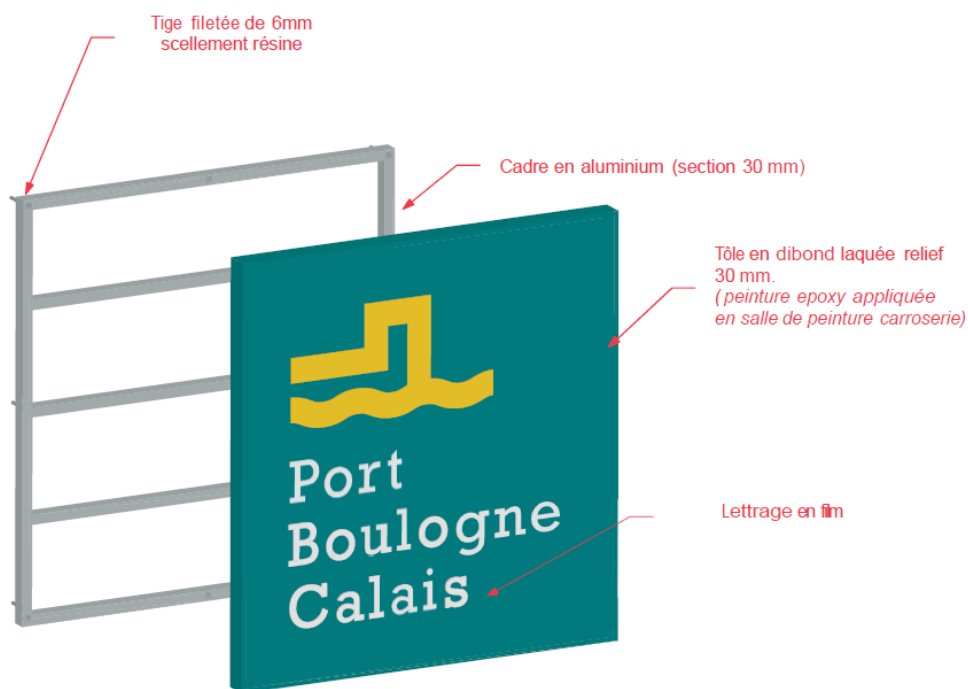 Tige filetée de 6mm
scellement résine
Cadre en aluminium (section 30 mm)
Tôle en dibond laquée relief
30 mm.
(peinture epoxy appliquée
en salle de peinture carroserie)
Port
Boulogne
Calais
Lettrage en film